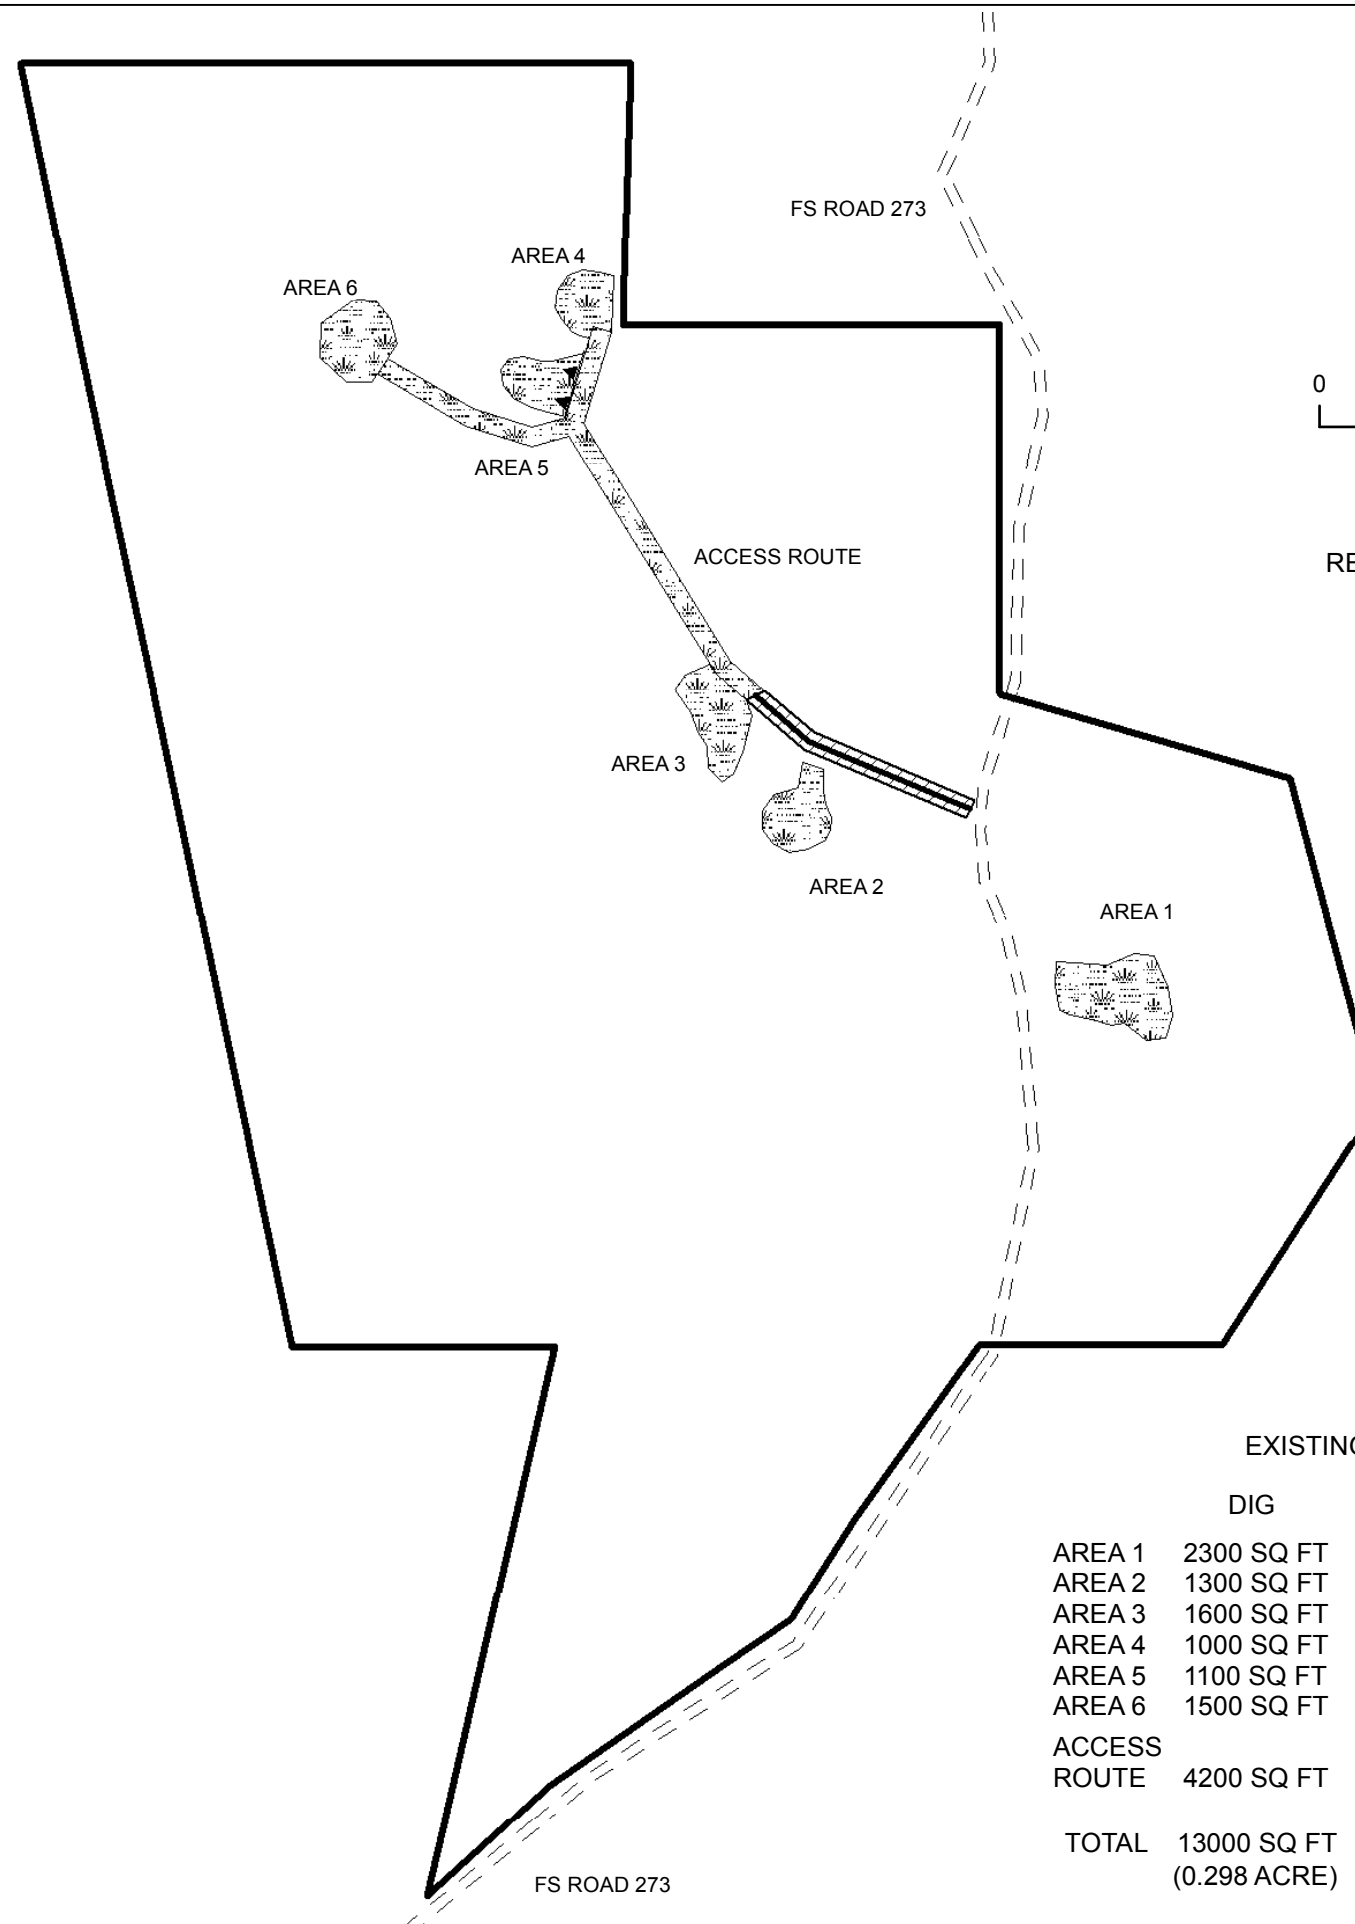 FS ROAD 273
AREA 4
AREA 6
0
AREA 5
ACCESS ROUTE
RE
AREA 3
AREA 2
AREA 1
EXISTING
DIG
AREA 1 2300 SQ FT
AREA 2 1300 SQ FT
AREA 3 1600 SQ FT
AREA 4 1000 SQ FT
AREA 5 1100 SQ FT
AREA 6 1500 SQ FT
ACCESS
ROUTE 4200 SQ FT
TOTAL 13000 SQ FT
(0.298 ACRE)
FS ROAD 273